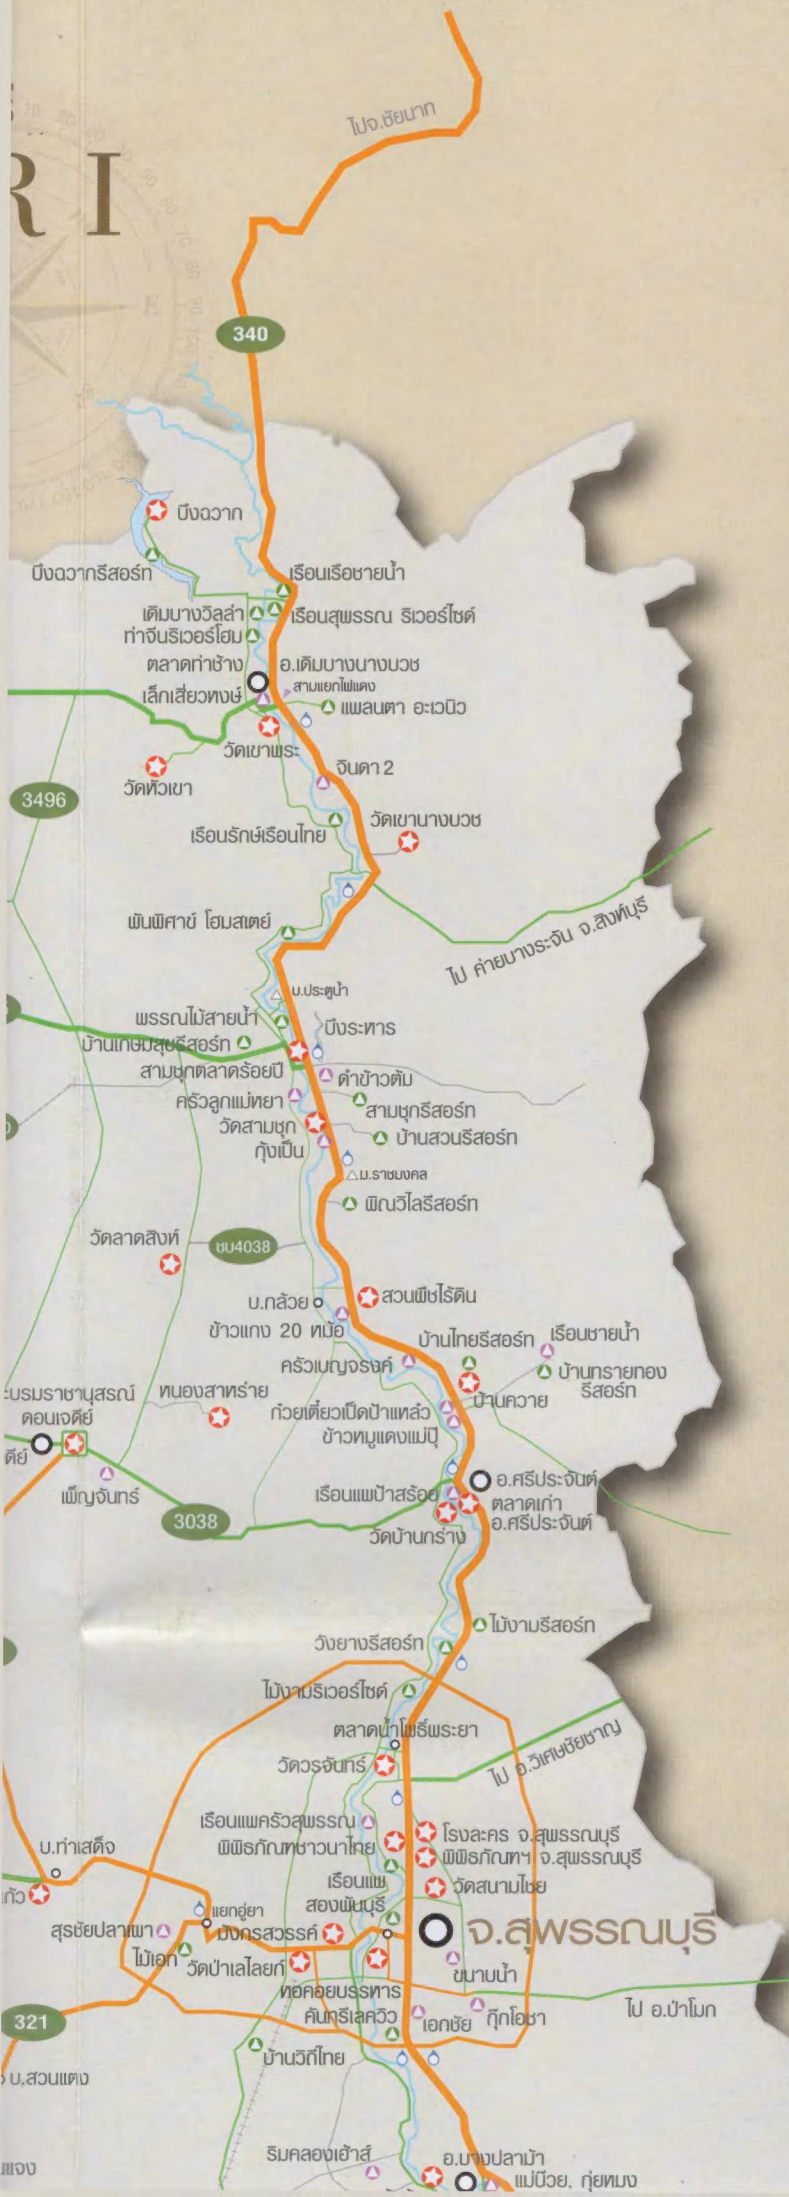 R I
ไปจ.ชัยนาท
340
บึงฉวาก
บึงฉวากรีสอร์ท
เรือนเรือชายน้ำ
เดิมบางวิลล่า
เรือนสุพรรณ ริเวอร์ไซด์
ท่าจีนริเวอร์โฮม
ตลาดท่าช้าง
อ.เดิมบางนางบวช
สามแยกไฟแดง
เล็กเสี่ยวหงษ์
แพลนตา อะเวนิว
วัดเขาพระ
วัดหัวเขา
จินดา 2
3496
เรือนรักษ์เรือนไทย
วัดเขานางบวช
พันพิศาข์ โฮมสเตย์
ไป ค่ายบางระจัน จ.สิงห์บุรี
บ.ประตูน้ำ
พรรณไม้สายน้ำ
บึงระหาร
บ้านเกษมสุขรีสอร์ท
สามชุกตลาดร้อยปี
ดำข้าวต้ม
ครัวลูกแม่หยา
สามชุกรีสอร์ท
วัดสามชุก
บ้านสวนรีสอร์ท
กุ้งเป็น
ม.ราชมงคล
พิณวิไลรีสอร์ท
วัดลาดสิงห์
ชบ4038
บ.กล้วย
สวนพืชไร้ดิน
ข้าวแกง 20 หม้อ
บ้านไทยรีสอร์ท
เรือนชายน้ำ
ครัวเบญจรงค์
บ้านทรายทอง
รีสอร์ท
ะบรมราชานุสรณ์
ดอนเจดีย์
หนองสาหร่าย
บ้านควาย
ก๋วยเตี๋ยวเป็ดป้าแหล๋ว
ข้าวหมูแดงแม่ปุ๊
ดีย์
เพ็ญจันทร์
เรือนแพป้าสร้อย
อ.ศรีประจันต์
ตลาดเก่า
อ.ศรีประจันต์
3038
วัดบ้านกร่าง
ไม้งามรีสอร์ท
วังยางรีสอร์ท
ไม้งามริเวอร์ไซด์
ตลาดน้ำโพธิ์พระยา
ไป อ.วิเศษชัยชาญ
วัดวรจันทร์
เรือนแพครัวสุพรรณ
โรงละคร จ.สุพรรณบุรี
พิพิธภัณฑ์ชาวนาไทย
พิพิธภัณฑฯ จ.สุพรรณบุรี
บ.ท่าเสด็จ
เรือนแพ
สองพันบุรี
วัดสนามไชย
แก้ว
แยกอู่ยา
สุรชัยปลาเผา
มังกรสวรรค์
จ.สุพรรณบุรี
ไม้เอก
วัดป่าเลไลยก์
ขนาบน้ำ
หอคอยบรรหาร
คันทรีเลควิว
เอกชัย
กุ๊กโอชา
ไป อ.ป่าโมก
321
บ้านวิถีไทย
บ.สวนแตง
ริมคลองเฮ้าส์
อ.บางปลาม้า
แม่บ๊วย, กุ่ยหมง